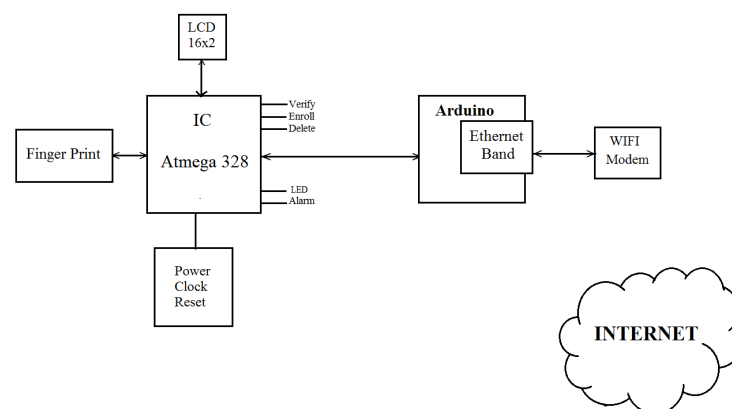 LCD
16x2
IC
Atmega 328
Verify
Enroll
Delete
LED
Alarm
Finger Print
Power
Clock
Reset
Arduino
Ethernet
Band
WIFI
Modem
INTERNET